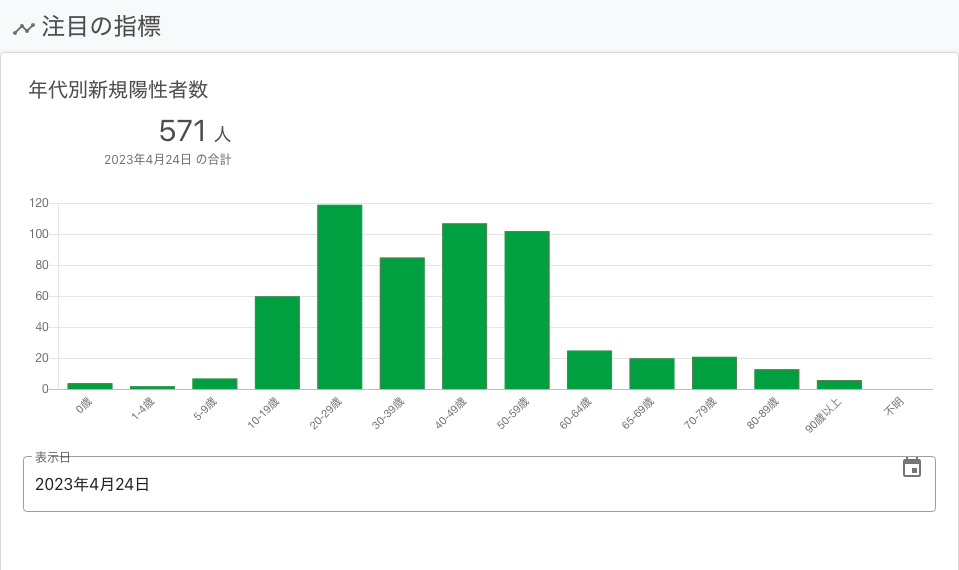 注目の指標
年代別新規陽性者数
571 人
2023年4月24日 の合計
120
100
80
60
40
20
0
0歳
1-4歳
5-9歳
10-19歳
20-29歳
30-39歳
40-49歳
50-59歳
60-64歳
65-69歳
70-79歳
80-89歳
90歳以上
不明
表示日
2023年4月24日